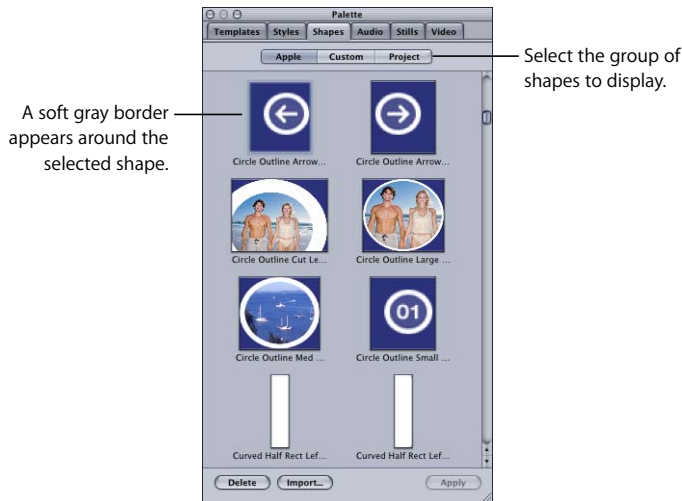 Palette
Templates Styles Shapes Audio Stills Video
Apple Custom Project
Select the group of
shapes to display.
A soft gray border
appears around the
selected shape.
Circle Outline Arrow... Circle Outline Arrow...
Circle Outline Cut Le... Circle Outline Large ...
01
Circle Outline Med ... Circle Outline Small ...
Curved Half Rect Lef... Curved Half Rect Lef...
Delete Import... Apply